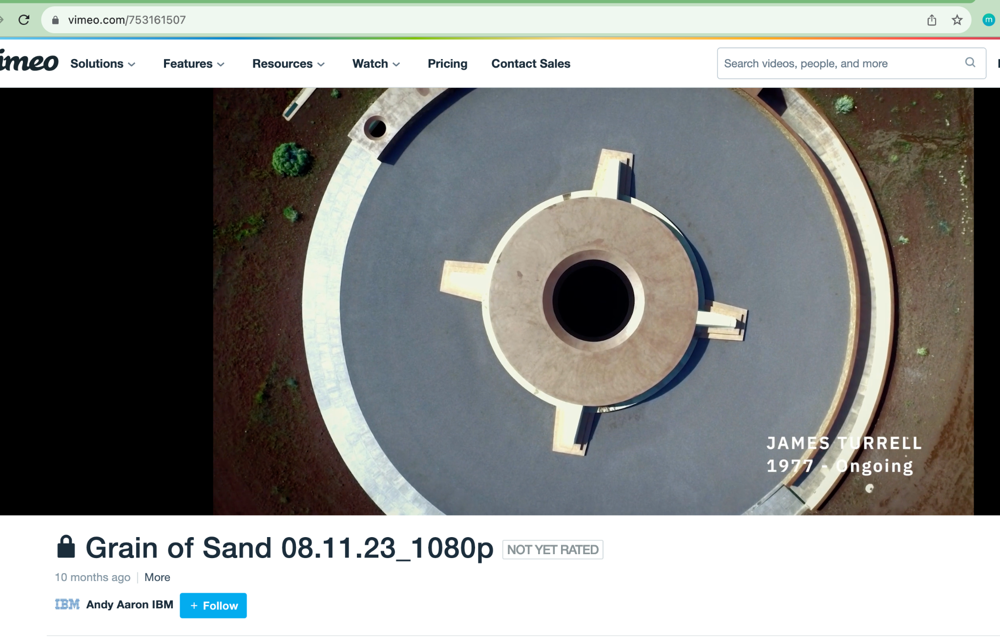 vimeo.com/753161507
imeo Solutions Features Resources Watch Pricing Contact Sales Search videos, people, and more
JAMES TURRELL
1977 - Ongoing
Grain of Sand 08.11.23_1080p NOT YET RATED
10 months ago | More
IBM Andy Aaron IBM + Follow
m